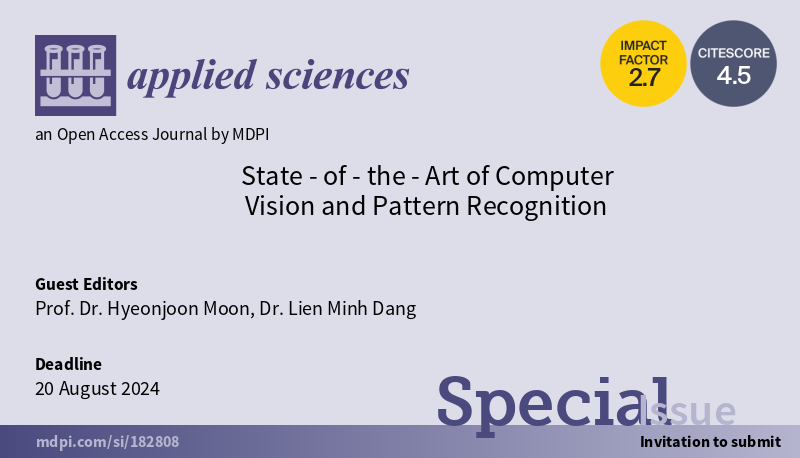 applied sciences
IMPACT
FACTOR
2.7
CITESCORE
4.5
an Open Access Journal by MDPI
State - of - the - Art of Computer
Vision and Pattern Recognition
Guest Editors
Prof. Dr. Hyeonjoon Moon, Dr. Lien Minh Dang
Deadline
20 August 2024
Special Issue
mdpi.com/si/182808
Invitation to submit